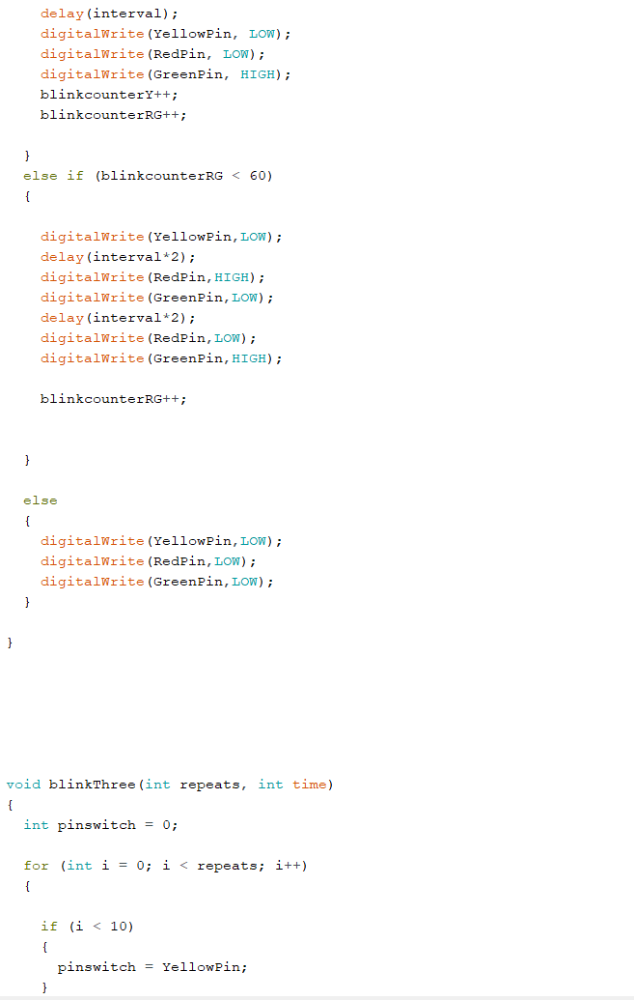 delay(interval);
    digitalWrite(YellowPin, LOW);
    digitalWrite(RedPin, LOW);
    digitalWrite(GreenPin, HIGH);
    blinkcounterY++;
    blinkcounterRG++;

  }
  else if (blinkcounterRG < 60)
  {

    digitalWrite(YellowPin,LOW);
    delay(interval*2);
    digitalWrite(RedPin,HIGH);
    digitalWrite(GreenPin,LOW);
    delay(interval*2);
    digitalWrite(RedPin,LOW);
    digitalWrite(GreenPin,HIGH);

    blinkcounterRG++;


  }

  else
  {
    digitalWrite(YellowPin,LOW);
    digitalWrite(RedPin,LOW);
    digitalWrite(GreenPin,LOW);
  }

}






void blinkThree(int repeats, int time)
{
  int pinswitch = 0;

  for (int i = 0; i < repeats; i++)
  {

    if (i < 10)
    {
      pinswitch = YellowPin;
    }